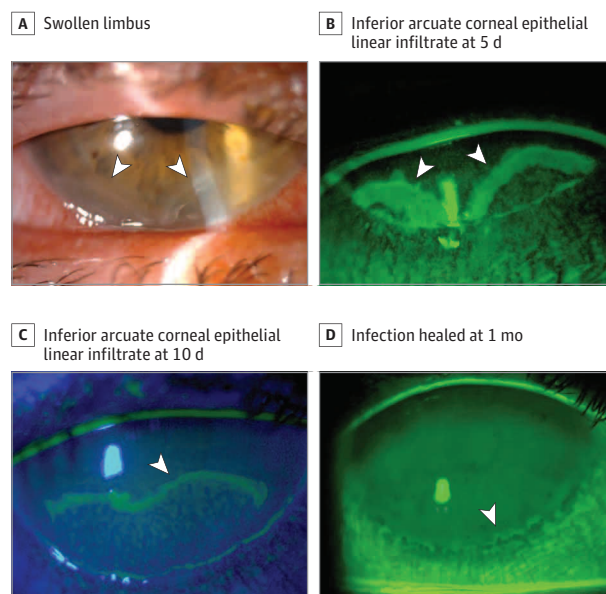 A Swollen limbus
B Inferior arcuate corneal epithelial
linear infiltrate at 5 d
C Inferior arcuate corneal epithelial
linear infiltrate at 10 d
D Infection healed at 1 mo